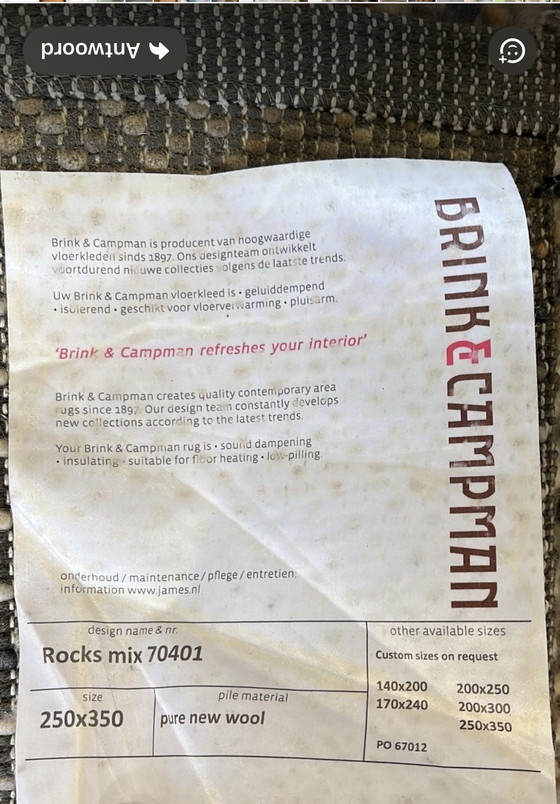 Antwoord
BRINK & CAMPMAN
Brink & Campman is producent van hoogwaardige
vloerkleden sinds 1897. Ons designteam ontwikkelt
voortdurend nieuwe collecties volgens de laatste trends.
Uw Brink & Campman vloerkleed is • geluiddempend
• isolerend • geschikt voor vloerverwarming • pluisarm.
‘Brink & Campman refreshes your interior’
Brink & Campman creates quality contemporary area
rugs since 1897. Our design team constantly develops
new collections according to the latest trends.
Your Brink & Campman rug is • sound dampening
• insulating • suitable for floor heating • low-pilling.
onderhoud / maintenance / pflege / entretien:
information www.james.nl
design name & nr.
Rocks mix 70401
size
250x350
pile material
pure new wool
other available sizes
Custom sizes on request
140x200 200x250
170x240 200x300
250x350
PO 67012